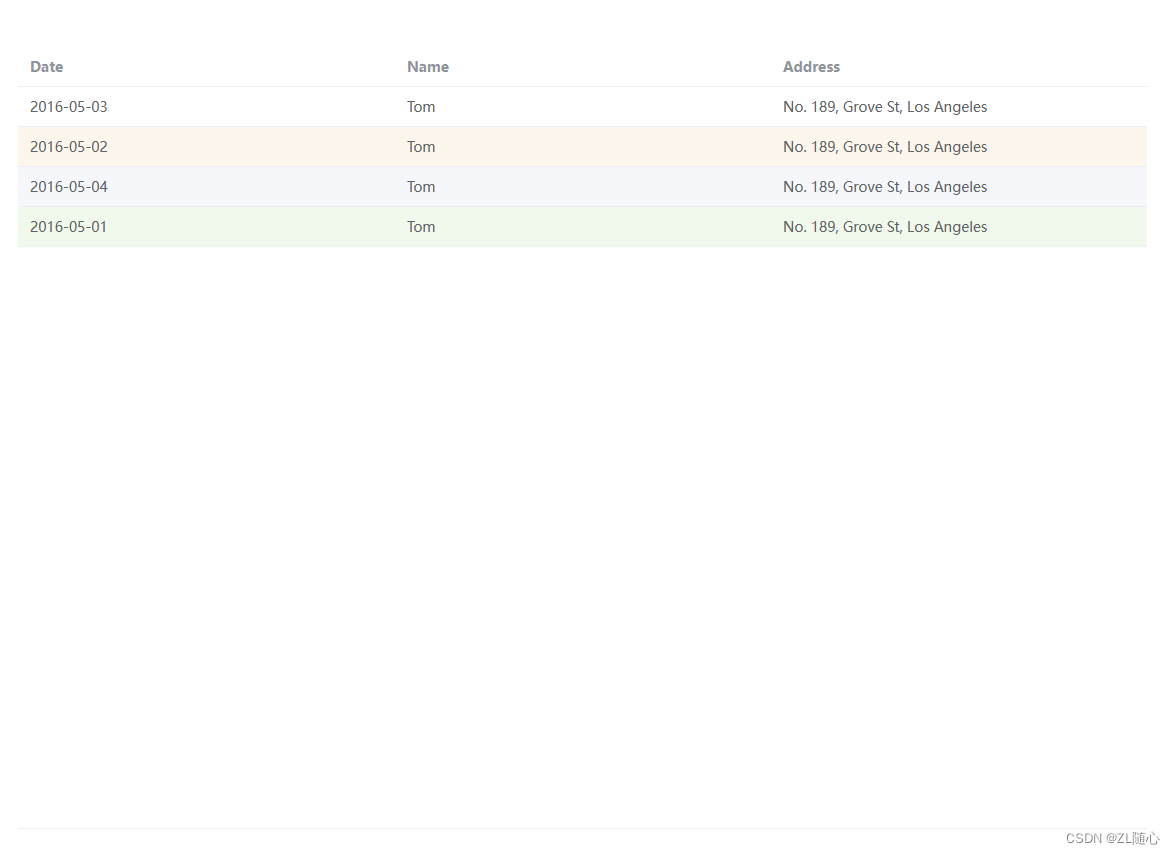 Date Name Address
2016-05-03 Tom No. 189, Grove St, Los Angeles
2016-05-02 Tom No. 189, Grove St, Los Angeles
2016-05-04 Tom No. 189, Grove St, Los Angeles
2016-05-01 Tom No. 189, Grove St, Los Angeles
CSDN @ZL随心